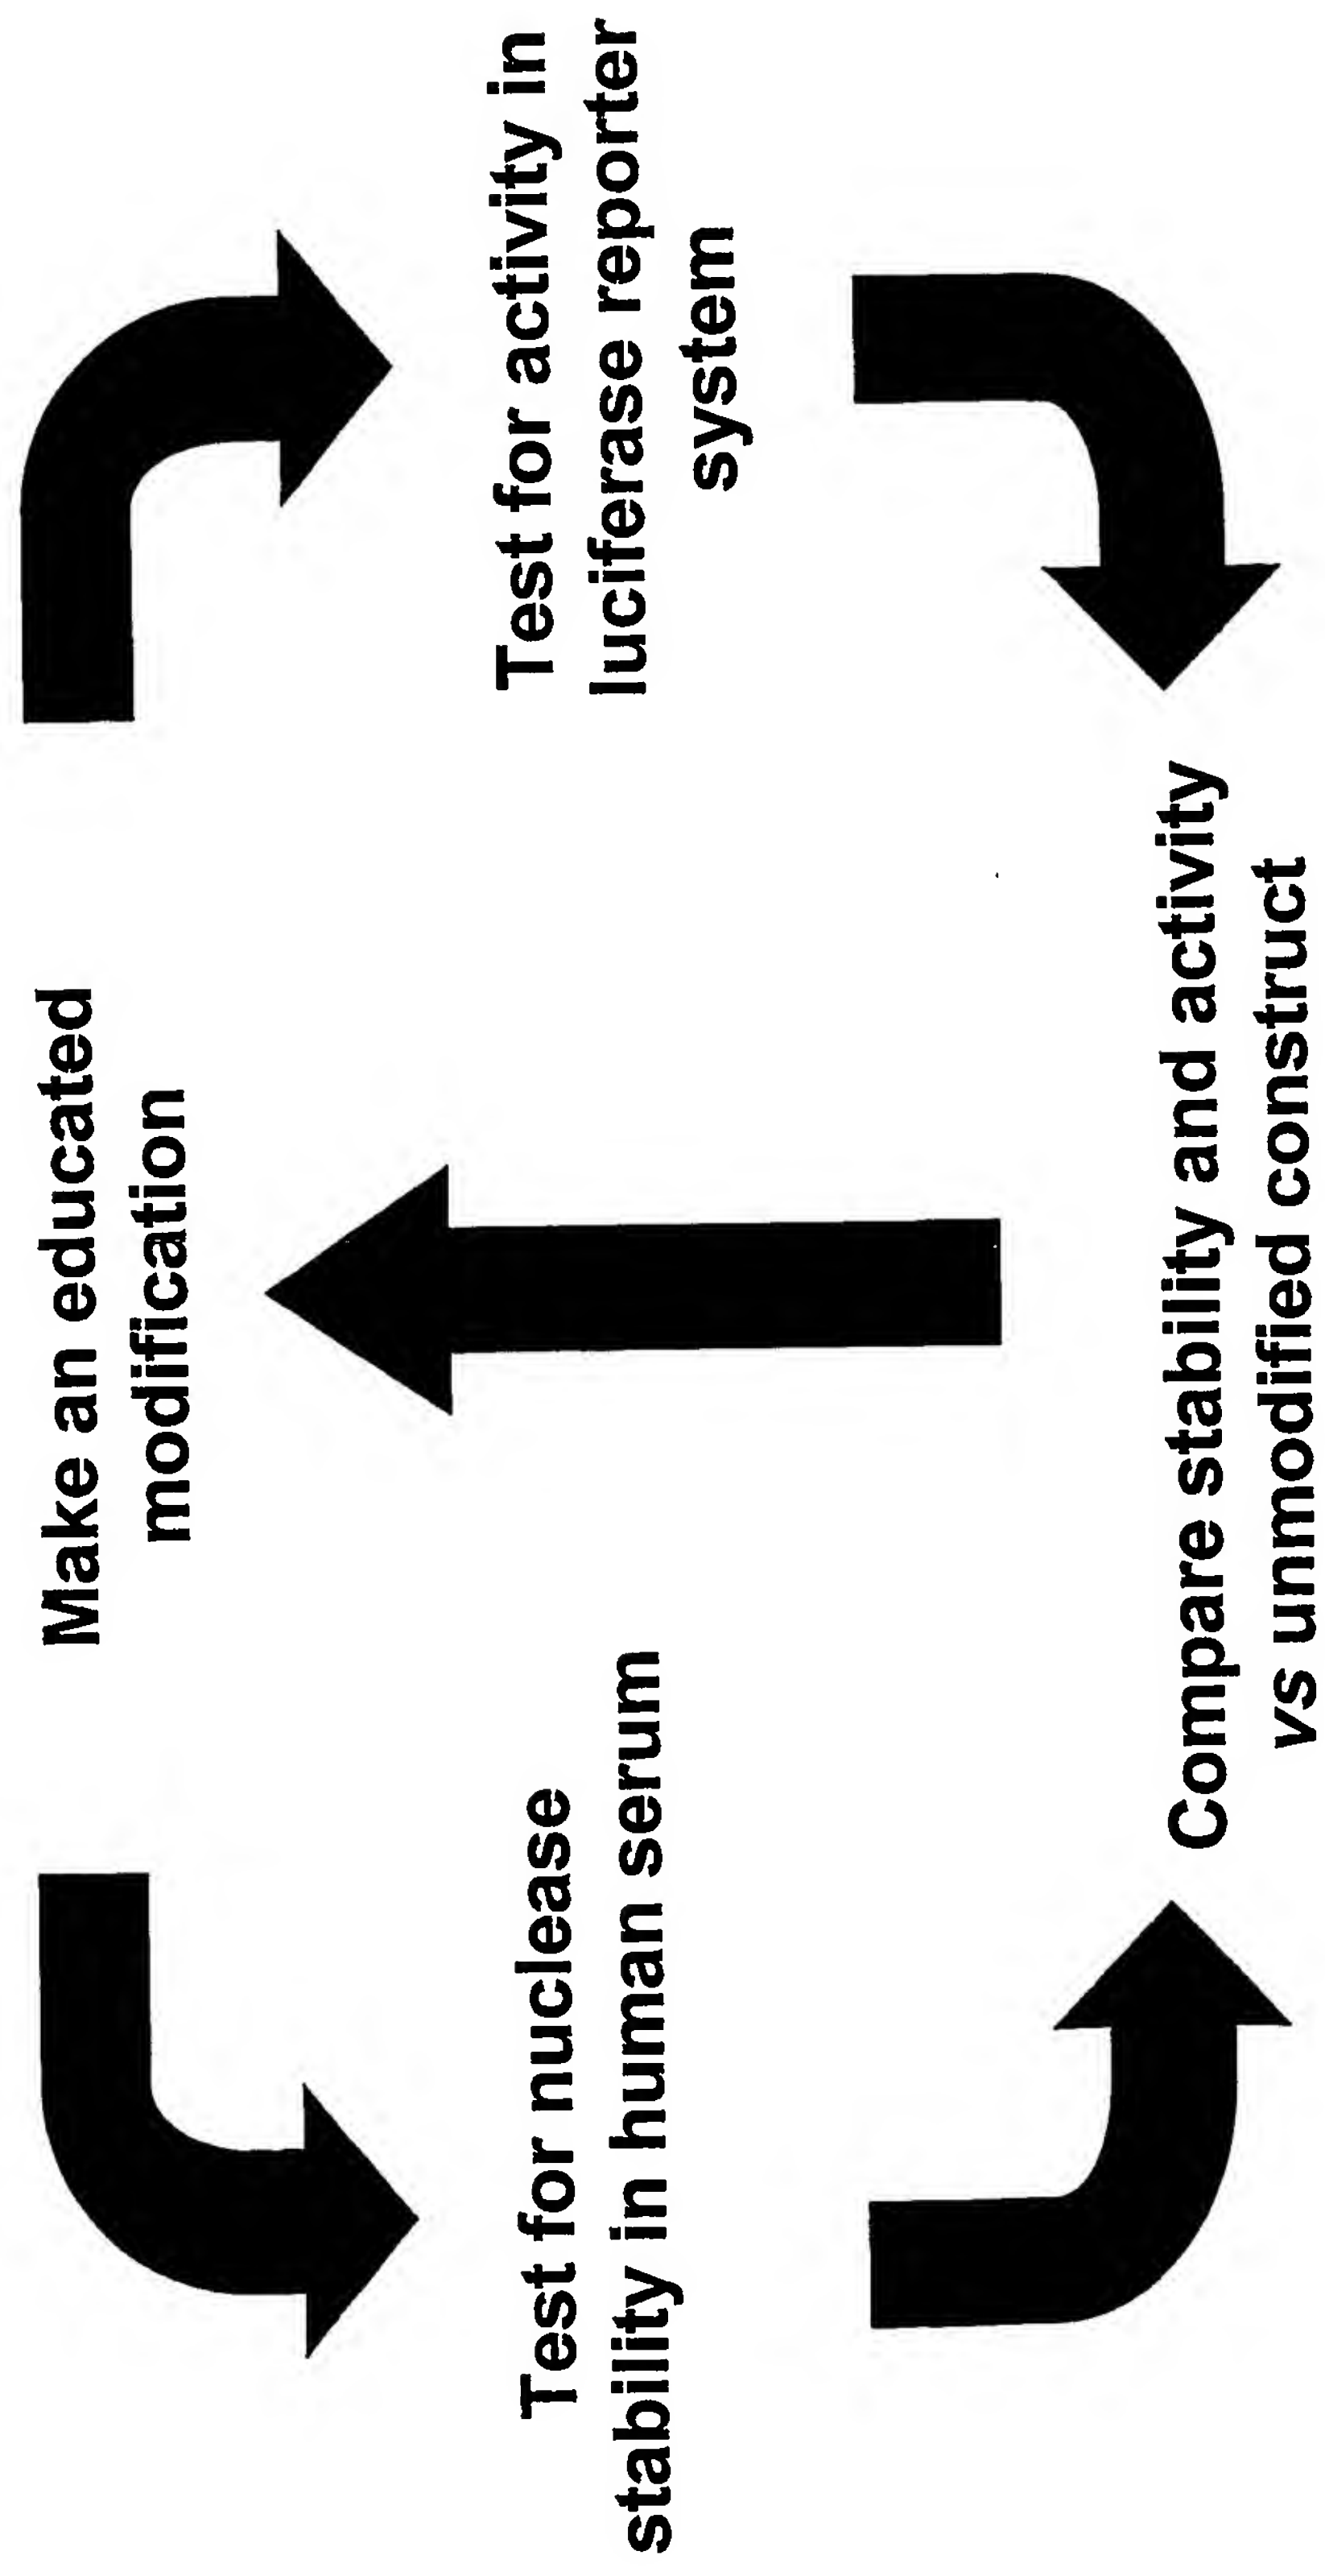 Make an educated
modification
Test for nuclease
stability in human serum
Test for activity in
luciferase reporter
system
Compare stability and activity
vs unmodified construct